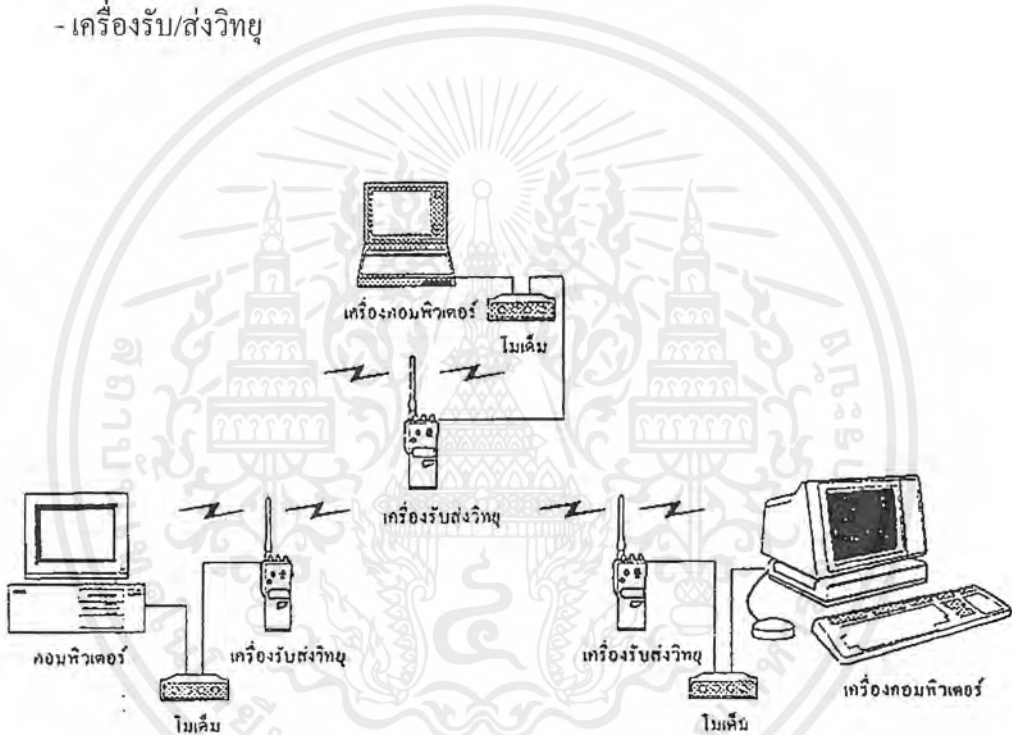 - เครื่องรับ/ส่งวิทยุ
เครื่องคอมพิวเตอร์
โมเด็ม
เครื่องรับส่งวิทยุ
คอมพิวเตอร์
เครื่องรับส่งวิทยุ
โมเด็ม
เครื่องรับส่งวิทยุ
โมเด็ม
เครื่องคอมพิวเตอร์